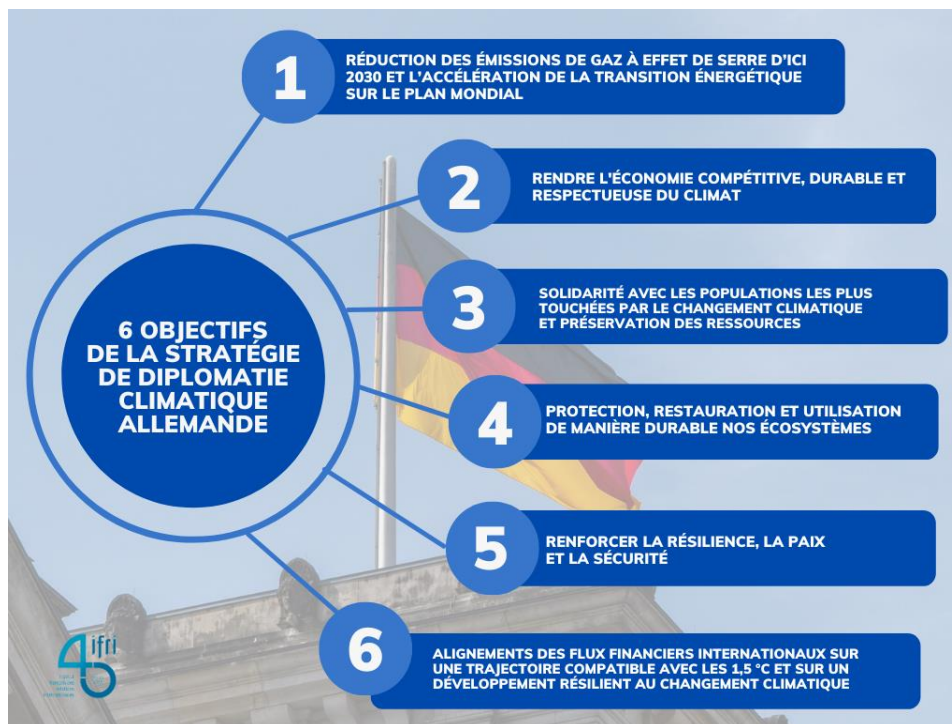 1
RÉDUCTION DES ÉMISSIONS DE GAZ À EFFET DE SERRE D'ICI
2030 ET L'ACCÉLÉRATION DE LA TRANSITION ÉNERGÉTIQUE
SUR LE PLAN MONDIAL
2
RENDRE L'ÉCONOMIE COMPÉTITIVE, DURABLE ET
RESPECTUEUSE DU CLIMAT
3
SOLIDARITÉ AVEC LES POPULATIONS LES PLUS
TOUCHÉES PAR LE CHANGEMENT CLIMATIQUE
ET PRÉSERVATION DES RESSOURCES
6 OBJECTIFS
DE LA STRATÉGIE
DE DIPLOMATIE
CLIMATIQUE
ALLEMANDE
4
PROTECTION, RESTAURATION ET UTILISATION
DE MANIÈRE DURABLE NOS ÉCOSYSTÈMES
5
RENFORCER LA RÉSILIENCE, LA PAIX
ET LA SÉCURITÉ
6
ALIGNEMENTS DES FLUX FINANCIERS INTERNATIONAUX SUR
UNE TRAJECTOIRE COMPATIBLE AVEC LES 1,5 °C ET SUR UN
DÉVELOPPEMENT RÉSILIENT AU CHANGEMENT CLIMATIQUE
ifri